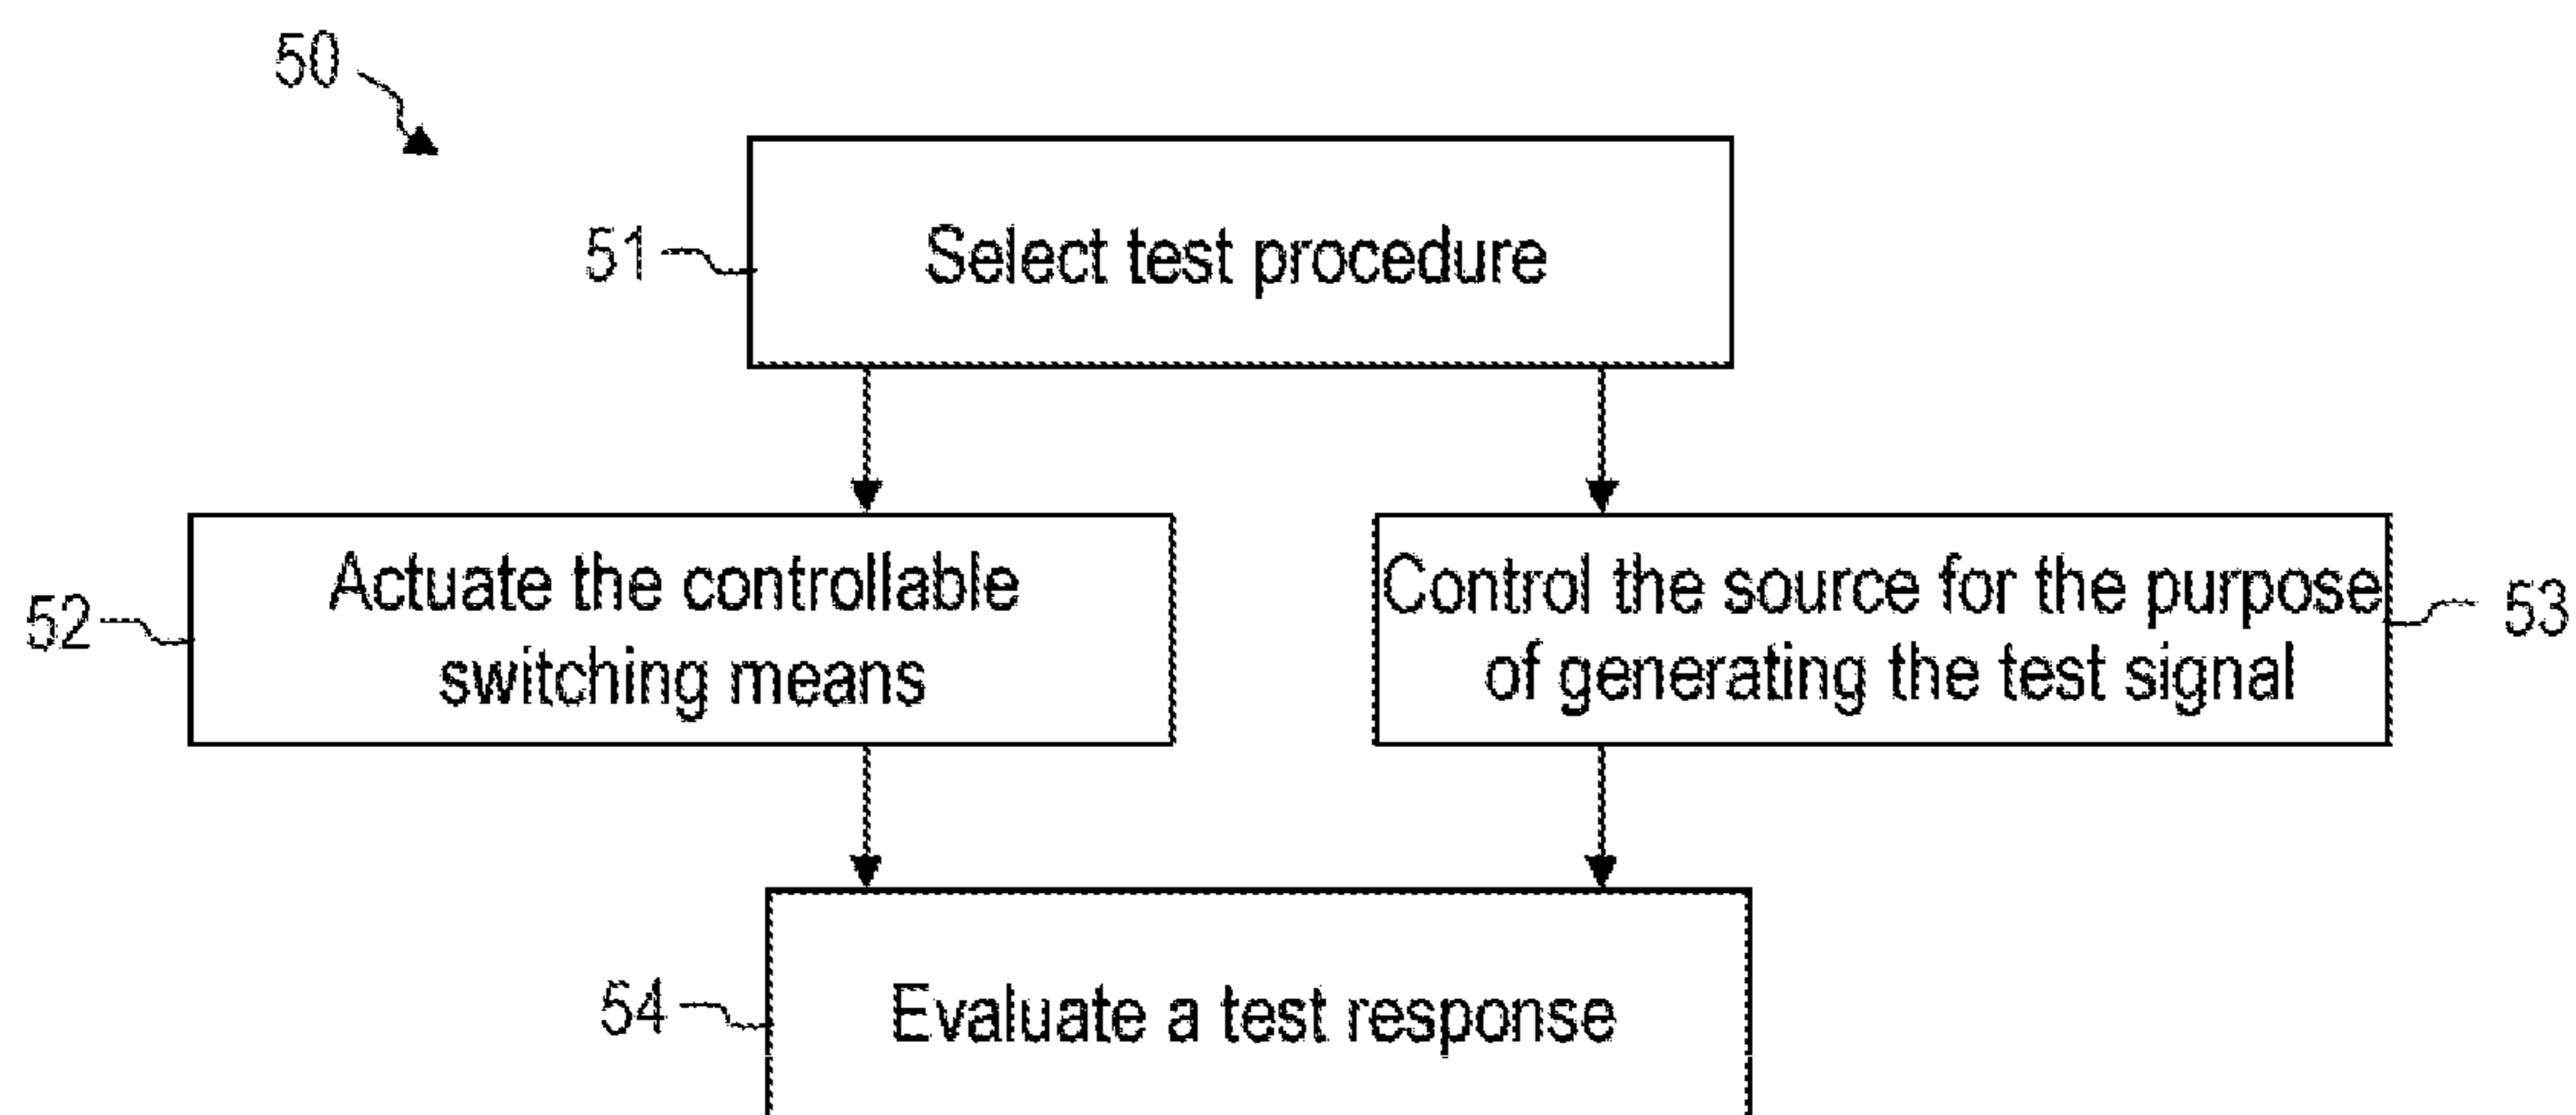 50
51
Select test procedure
52
Actuate the controllable
switching means
Control the source for the purpose
of generating the test signal
53
54
Evaluate a test response